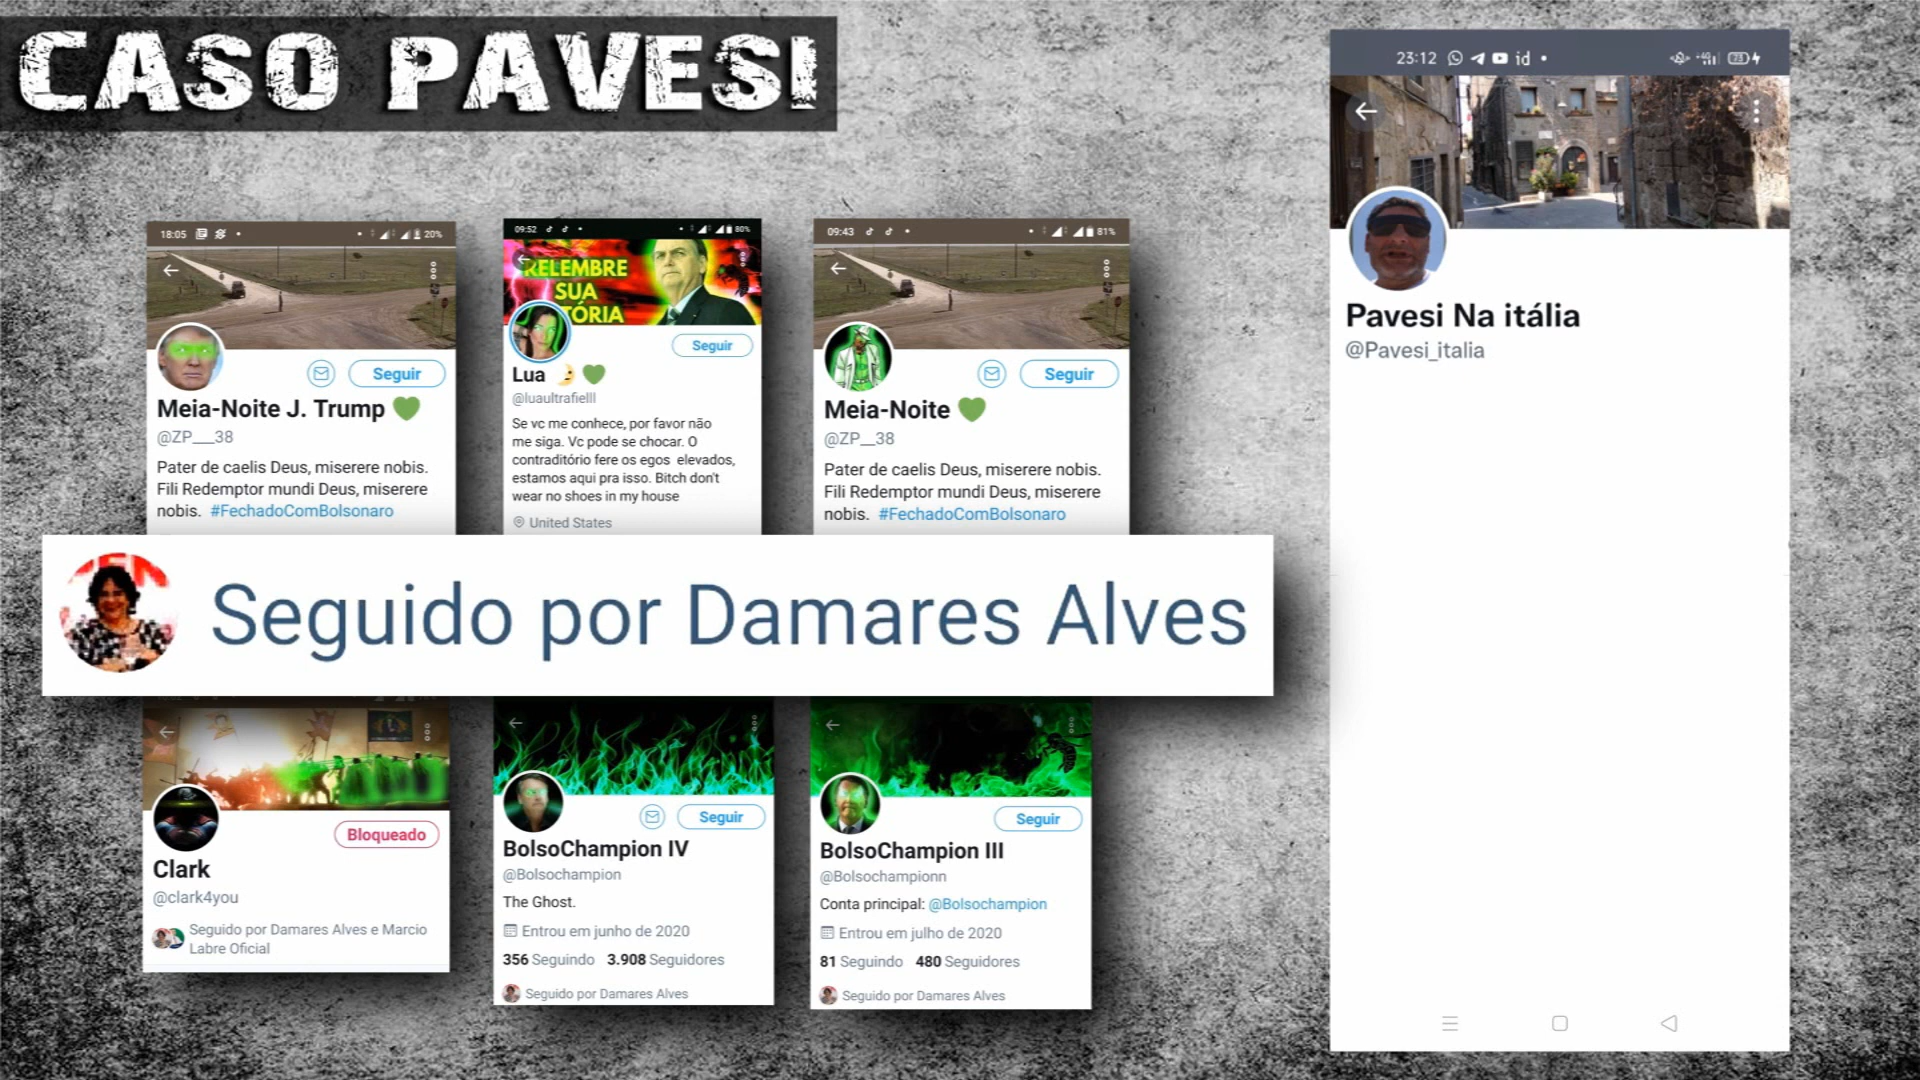 CASO PAVESI
18:05
20%
Meia-Noite J. Trump
Seguir
@ZP___38
Pater de caelis Deus, miserere nobis.
Fili Redemptor mundi Deus, miserere
nobis. #FechadoComBolsonaro
09:52
80%
RELEMBRE
SUA
TÓRIA
Seguir
Lua
@luaultrafielll
Se vc me conhece, por favor não
me siga. Vc pode se chocar. O
contraditório fere os egos elevados,
estamos aqui pra isso. Bitch don't
wear no shoes in my house
United States
09:43
81%
Seguir
Meia-Noite
@ZP__38
Pater de caelis Deus, miserere nobis.
Fili Redemptor mundi Deus, miserere
nobis. #FechadoComBolsonaro
Seguido por Damares Alves
Bloqueado
Clark
@clark4you
Seguido por Damares Alves e Marcio
Labre Oficial
Seguir
BolsoChampion IV
@Bolsochampion
The Ghost.
Entrou em junho de 2020
356 Seguindo 3.908 Seguidores
Seguido por Damares Alves
Seguir
BolsoChampion III
@Bolsochampionn
Conta principal: @Bolsochampion
Entrou em julho de 2020
81 Seguindo 480 Seguidores
Seguido por Damares Alves
23:12
id
4G
23
Pavesi Na itália
@Pavesi_italia